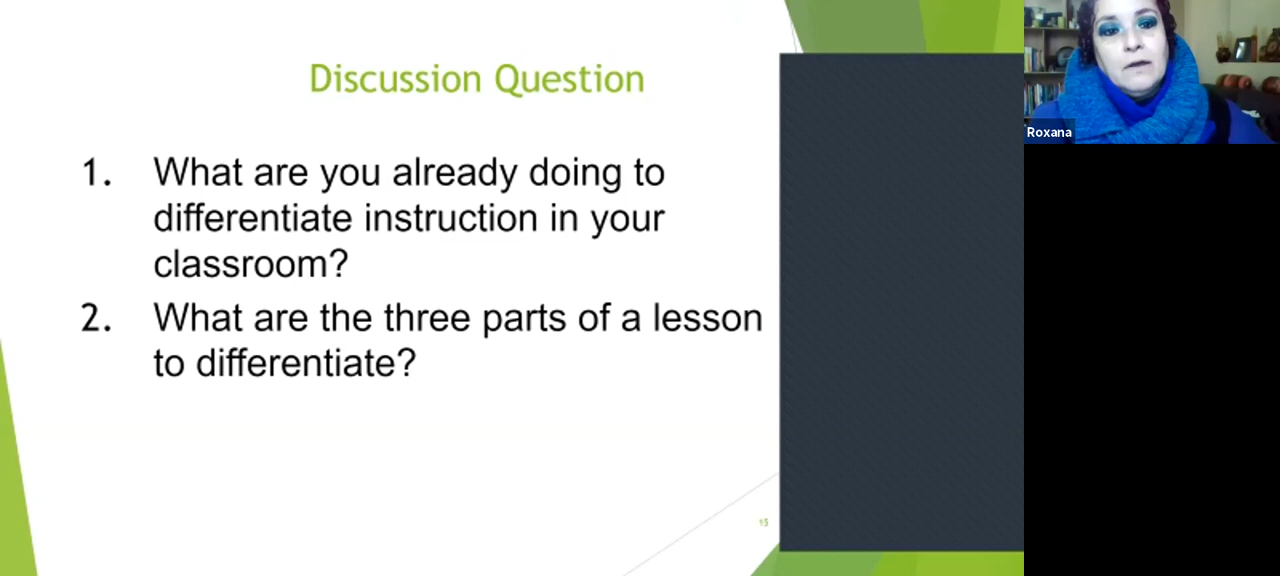 Discussion Question
1. What are you already doing to
differentiate instruction in your
classroom?
2. What are the three parts of a lesson
to differentiate?
15
Roxana